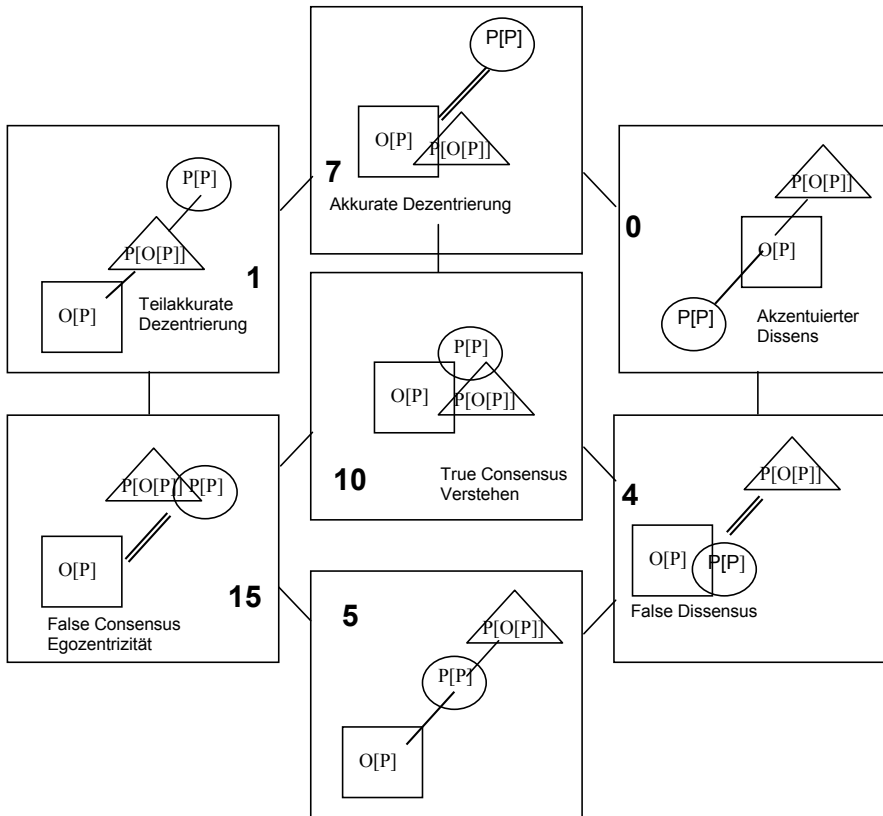 P[P]
O[P]
P[O[P]]
7
Akkurate Dezentrierung
P[P]
P[O[P]]
1
O[P]
Teilakkurate
Dezentrierung
P[O[P]]
0
O[P]
P[P]
Akzentuierter
Dissens
P[P]
O[P]
P[O[P]]
10
True Consensus
Verstehen
P[O[P]]
P[P]
O[P]
15
False Consensus
Egozentrizität
P[O[P]]
4
O[P]
P[P]
False Dissensus
5
P[O[P]]
P[P]
O[P]